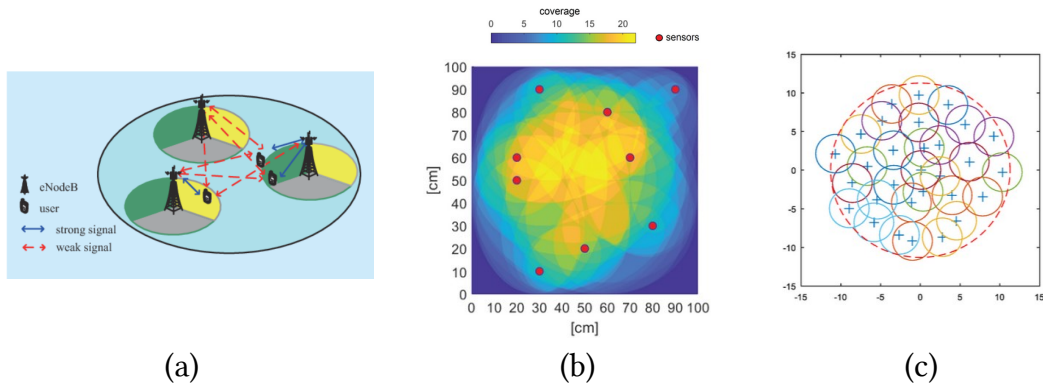 eNodeB
user
strong signal
weak signal
(a)
coverage
0 5 10 15 20
sensors
100
90
80
70
60
50
40
30
20
10
0
[cm]
0 10 20 30 40 50 60 70 80 90 100
[cm]
(b)
15
10
5
0
-5
-10
-15
-15 -10 -5 0 5 10 15
(c)